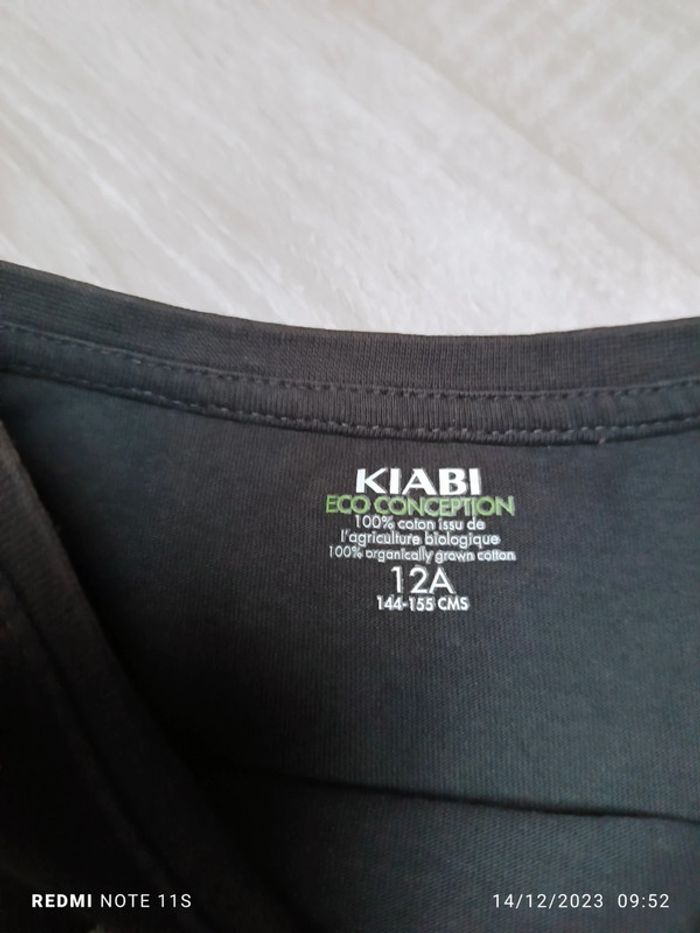 KIABI
ECO CONCEPTION
100% coton issu de
l'agriculture biologique
100% organically grown cotton
12A
144-155 CMS
REDMI NOTE 11S
14/12/2023 09:52